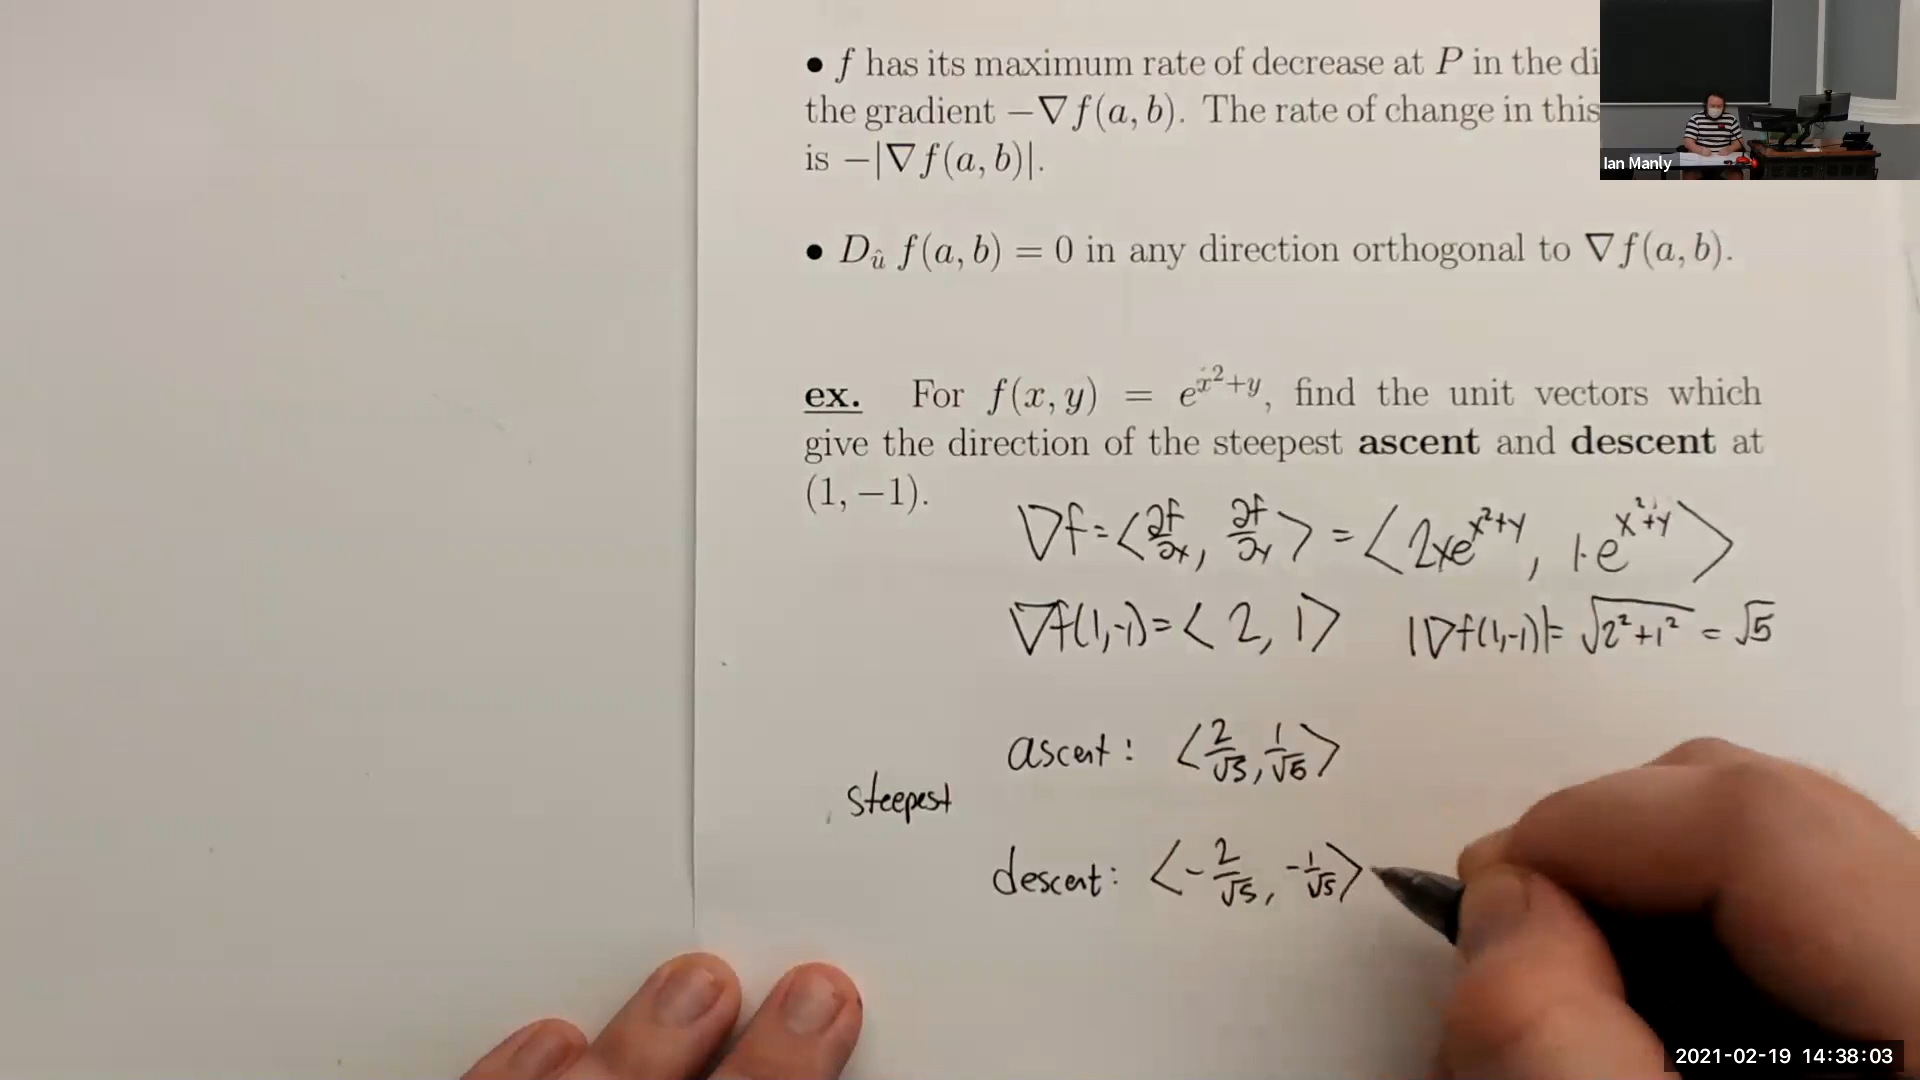 • f has its maximum rate of decrease at P in the di
the gradient −∇f(a, b). The rate of change in this
is −|∇f(a, b)|.
Ian Manly
• D_û f(a, b) = 0 in any direction orthogonal to ∇f(a, b).
ex. For f(x, y) = e^{x²+y}, find the unit vectors which
give the direction of the steepest ascent and descent at
(1, −1).
∇f = ⟨∂f/∂x, ∂f/∂y⟩ = ⟨2xe^{x²+y}, 1·e^{x²+y}⟩
∇f(1,-1) = ⟨2, 1⟩ |∇f(1,-1)| = √(2²+1²) = √5
ascent: ⟨2/√5, 1/√5⟩
steepest
descent: ⟨-2/√5, -1/√5⟩
2021-02-19 14:38:03